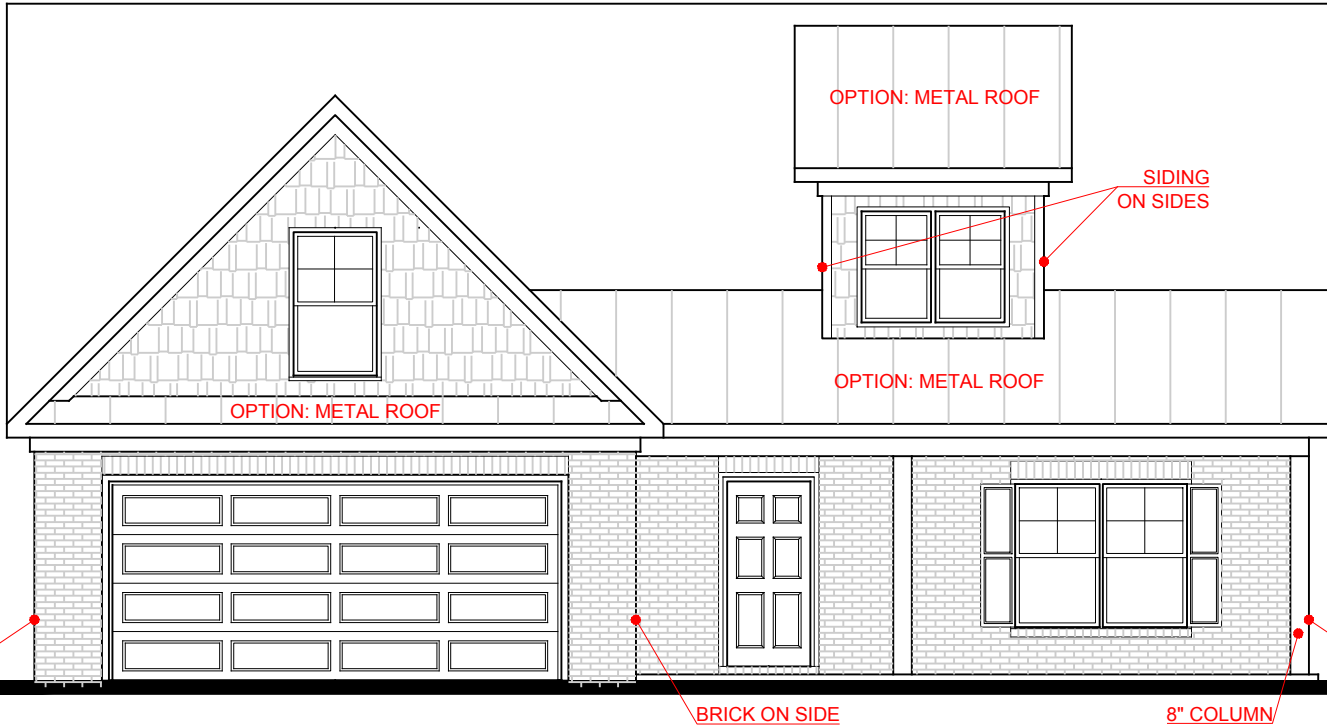 OPTION: METAL ROOF
SIDING
ON SIDES
OPTION: METAL ROOF
OPTION: METAL ROOF
BRICK ON SIDE
8" COLUMN